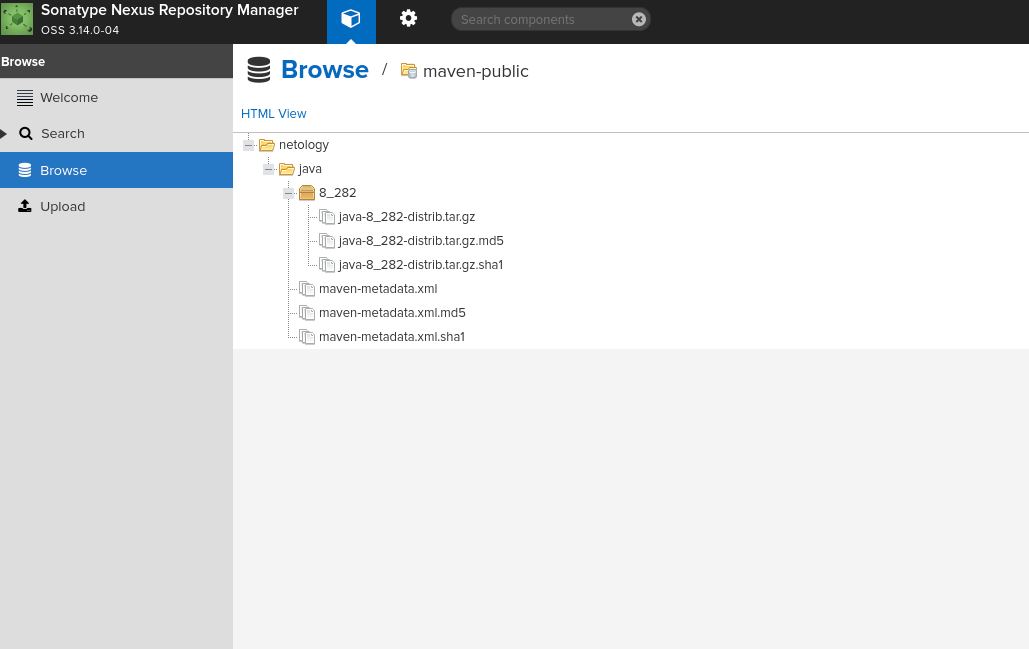 Sonatype Nexus Repository Manager
OSS 3.14.0-04
Search components
Browse
Welcome
Search
Browse
Upload
Browse / maven-public
HTML View
netology
java
8_282
java-8_282-distrib.tar.gz
java-8_282-distrib.tar.gz.md5
java-8_282-distrib.tar.gz.sha1
maven-metadata.xml
maven-metadata.xml.md5
maven-metadata.xml.sha1